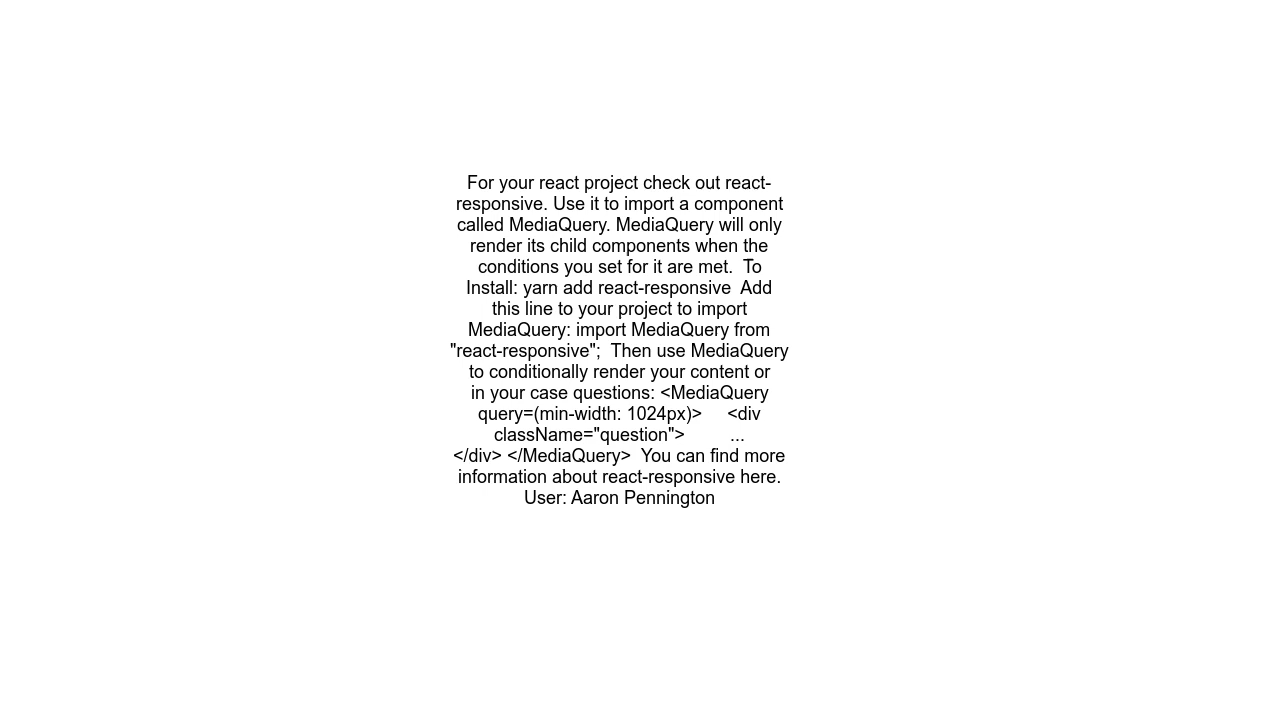 For your react project check out react-
responsive. Use it to import a component
called MediaQuery. MediaQuery will only
render its child components when the
conditions you set for it are met.  To
Install: yarn add react-responsive  Add
this line to your project to import
MediaQuery: import MediaQuery from
"react-responsive";  Then use MediaQuery
to conditionally render your content or
in your case questions: <MediaQuery
query=(min-width: 1024px)>     <div
className="question">         ...
</div> </MediaQuery>  You can find more
information about react-responsive here.
User: Aaron Pennington